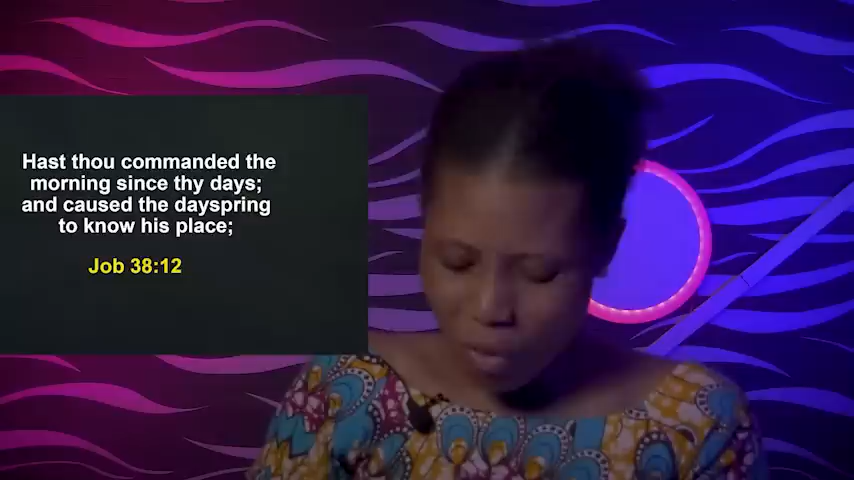 Hast thou commanded the
morning since thy days;
and caused the dayspring
to know his place;
Job 38:12